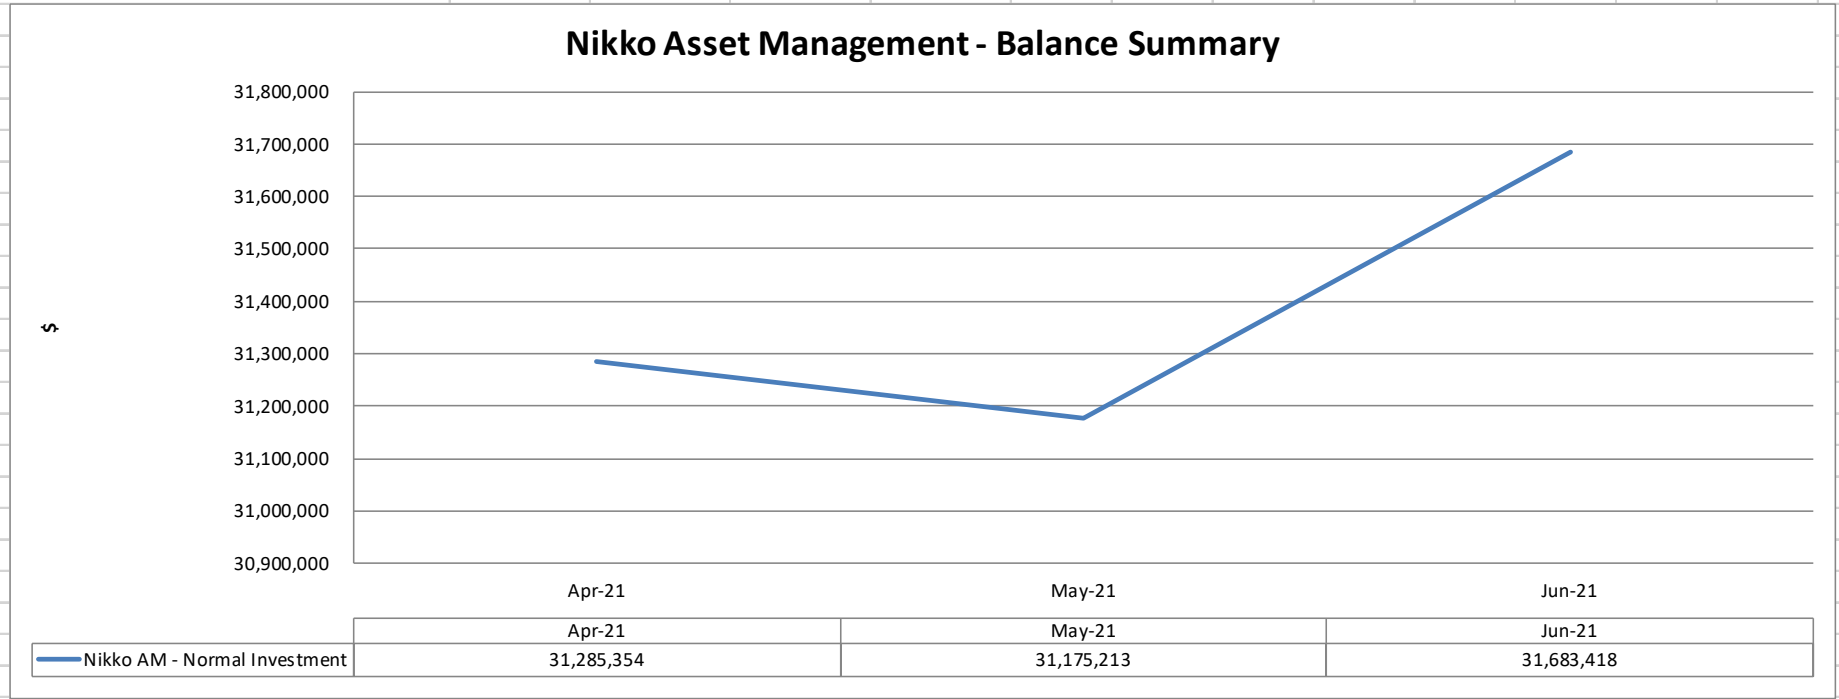 Nikko Asset Management - Balance Summary
31,800,000
31,700,000
31,600,000
31,500,000
31,400,000
31,300,000
31,200,000
31,100,000
31,000,000
30,900,000
$
Apr-21 May-21 Jun-21
Apr-21 May-21 Jun-21
Nikko AM - Normal Investment 31,285,354 31,175,213 31,683,418